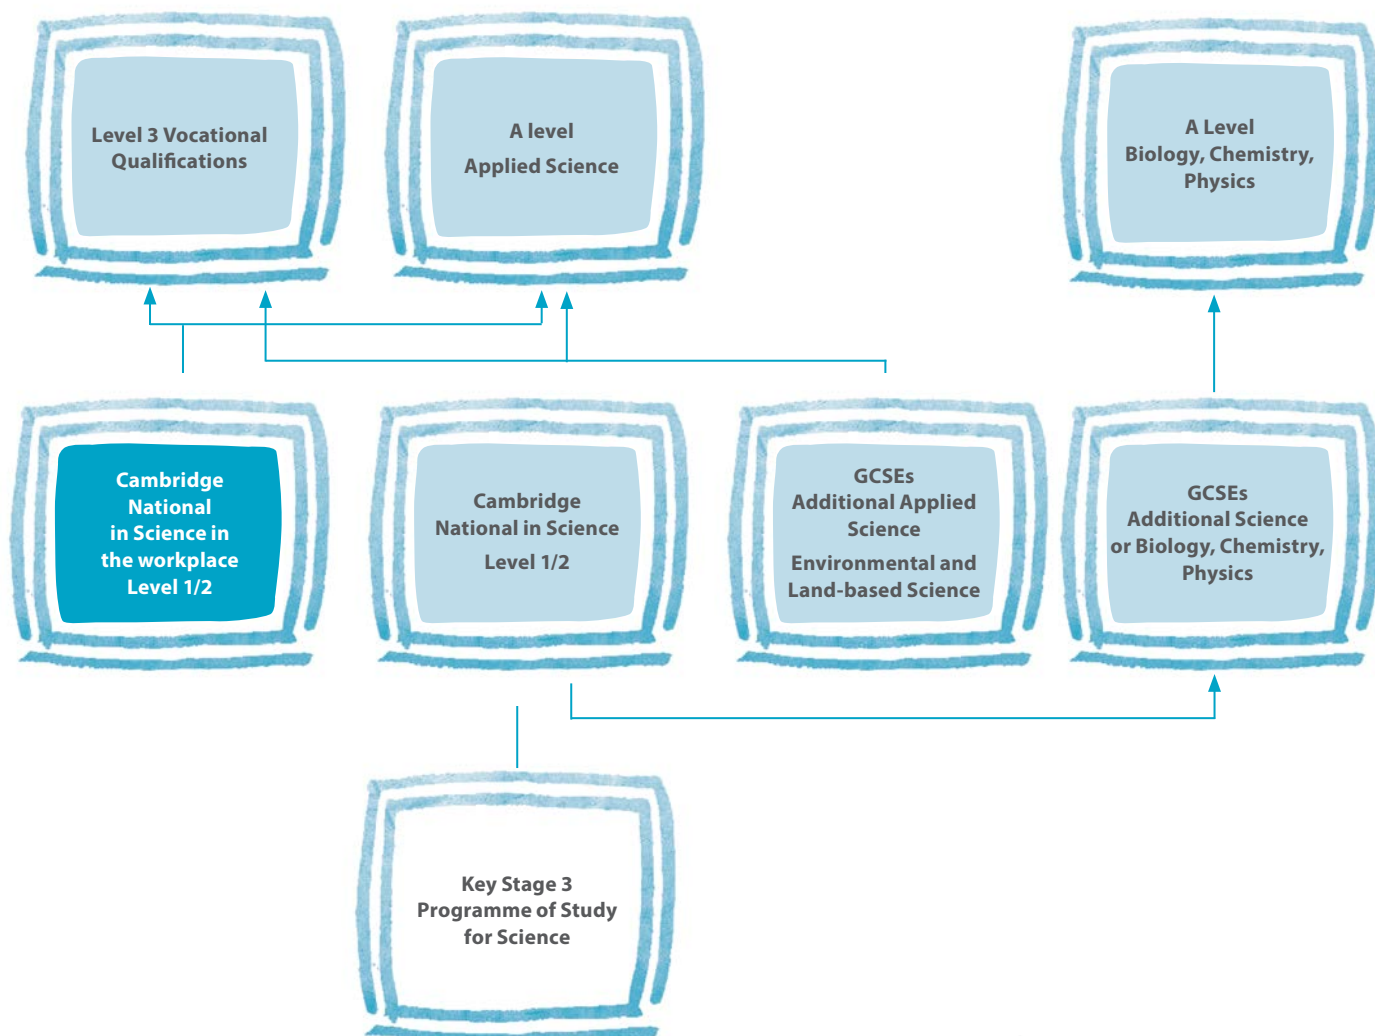 Level 3 Vocational
Qualifications
A level
Applied Science
A Level
Biology, Chemistry,
Physics
Cambridge
National
in Science in
the workplace
Level 1/2
Cambridge
National in Science
Level 1/2
GCSEs
Additional Applied
Science
Environmental and
Land-based Science
GCSEs
Additional Science
or Biology, Chemistry,
Physics
Key Stage 3
Programme of Study
for Science